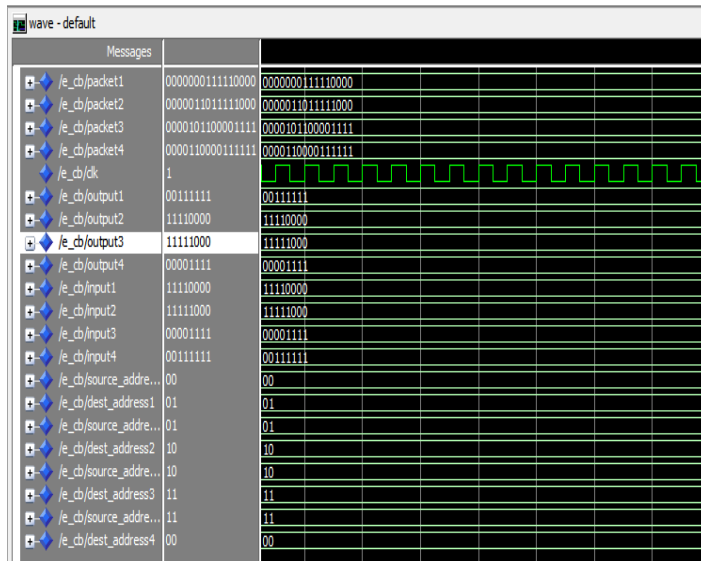 wave - default
Messages
/e_cb/packet1 0000000111110000 0000000111110000
/e_cb/packet2 0000011011111000 0000011011111000
/e_cb/packet3 0000101100001111 0000101100001111
/e_cb/packet4 0000110000111111 0000110000111111
/e_cb/clk 1
/e_cb/output1 00111111 00111111
/e_cb/output2 11110000 11110000
/e_cb/output3 11111000 11111000
/e_cb/output4 00001111 00001111
/e_cb/input1 11110000 11110000
/e_cb/input2 11111000 11111000
/e_cb/input3 00001111 00001111
/e_cb/input4 00111111 00111111
/e_cb/source_addre... 00 00
/e_cb/dest_address1 01 01
/e_cb/source_addre... 01 01
/e_cb/dest_address2 10 10
/e_cb/source_addre... 10 10
/e_cb/dest_address3 11 11
/e_cb/source_addre... 11 11
/e_cb/dest_address4 00 00